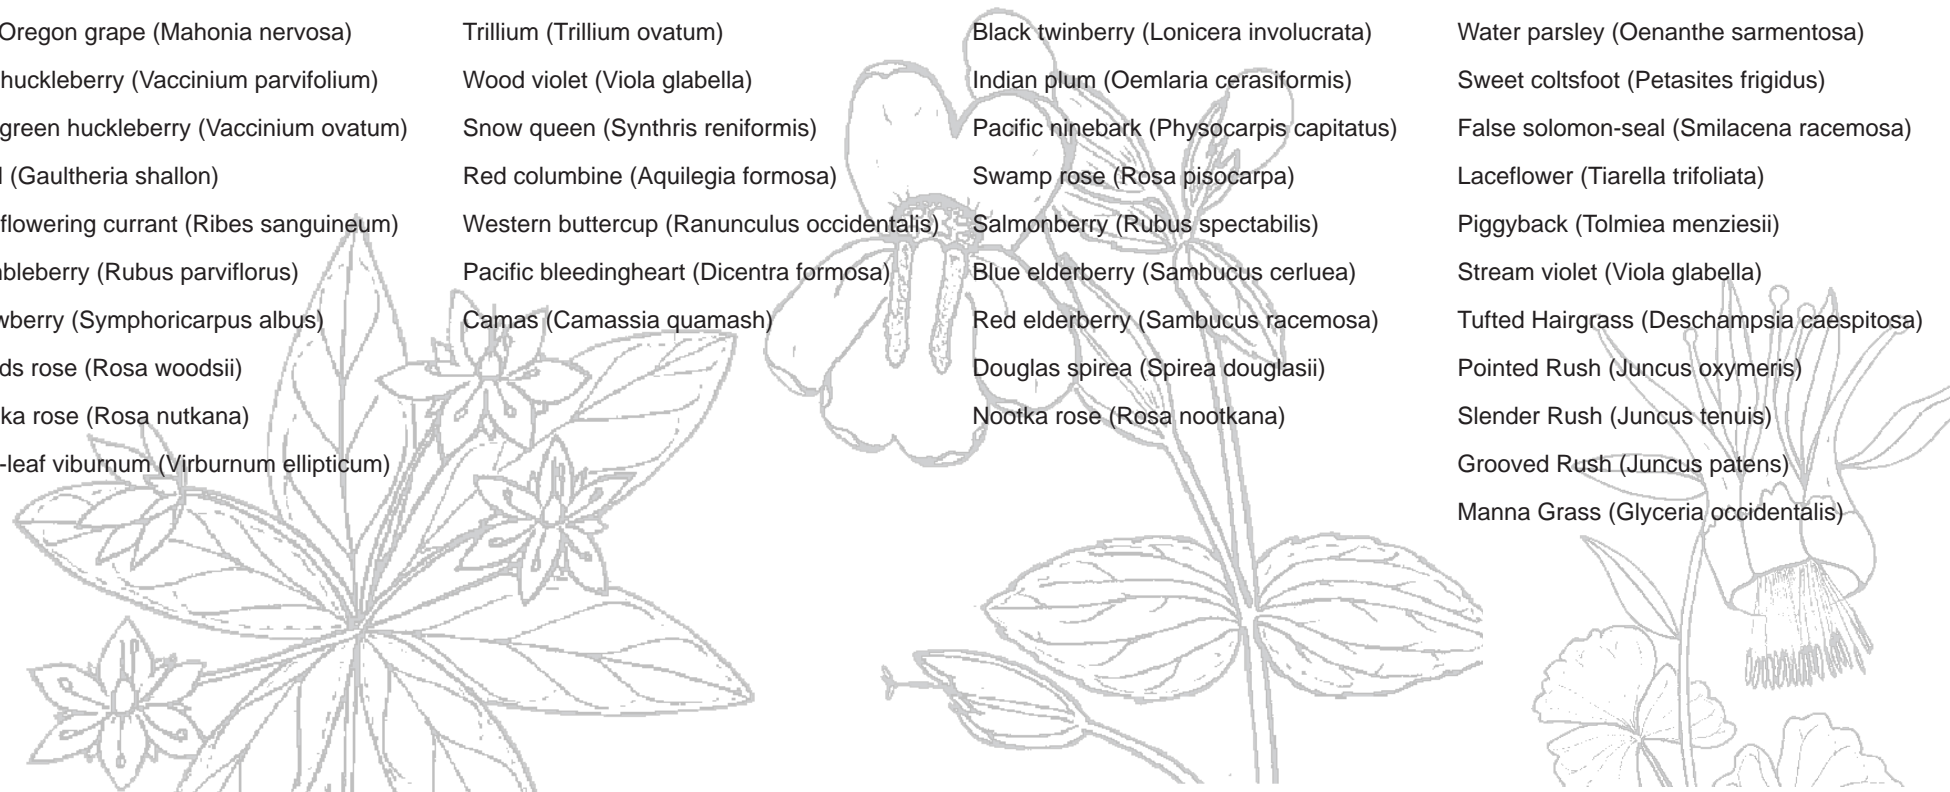 Oregon grape (Mahonia nervosa)
huckleberry (Vaccinium parvifolium)
green huckleberry (Vaccinium ovatum)
l (Gaultheria shallon)
flowering currant (Ribes sanguineum)
bleberry (Rubus parviflorus)
wberry (Symphoricarpus albus)
ds rose (Rosa woodsii)
ka rose (Rosa nutkana)
-leaf viburnum (Virburnum ellipticum)
Trillium (Trillium ovatum)
Wood violet (Viola glabella)
Snow queen (Synthris reniformis)
Red columbine (Aquilegia formosa)
Western buttercup (Ranunculus occidentalis)
Pacific bleedingheart (Dicentra formosa)
Camas (Camassia quamash)
Black twinberry (Lonicera involucrata)
Indian plum (Oemlaria cerasiformis)
Pacific ninebark (Physocarpis capitatus)
Swamp rose (Rosa pisocarpa)
Salmonberry (Rubus spectabilis)
Blue elderberry (Sambucus cerluea)
Red elderberry (Sambucus racemosa)
Douglas spirea (Spirea douglasii)
Nootka rose (Rosa nootkana)
Water parsley (Oenanthe sarmentosa)
Sweet coltsfoot (Petasites frigidus)
False solomon-seal (Smilacena racemosa)
Laceflower (Tiarella trifoliata)
Piggyback (Tolmiea menziesii)
Stream violet (Viola glabella)
Tufted Hairgrass (Deschampsia caespitosa)
Pointed Rush (Juncus oxymeris)
Slender Rush (Juncus tenuis)
Grooved Rush (Juncus patens)
Manna Grass (Glyceria occidentalis)